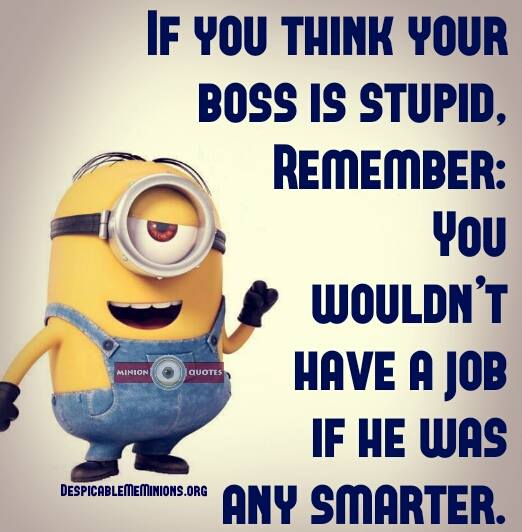 If you think your
boss is stupid,
Remember:
You
wouldn't
have a job
if he was
any smarter.
MINION QUOTES
DespicableMeMinions.org